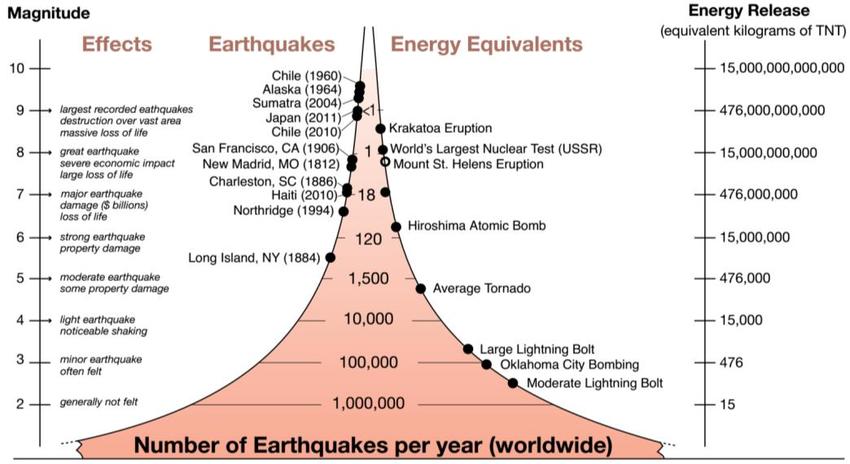 Magnitude
Energy Release
(equivalent kilograms of TNT)
Effects
Earthquakes
Energy Equivalents
10
15,000,000,000,000
Chile (1960)
Alaska (1964)
Sumatra (2004)
9
largest recorded eathquakes
destruction over vast area
massive loss of life
Japan (2011)
Chile (2010)
<1
476,000,000,000
Krakatoa Eruption
8
great earthquake
severe economic impact
large loss of life
San Francisco, CA (1906)
New Madrid, MO (1812)
1
World's Largest Nuclear Test (USSR)
Mount St. Helens Eruption
15,000,000,000
7
major earthquake
damage ($ billions)
loss of life
Charleston, SC (1886)
Haiti (2010)
Northridge (1994)
18
476,000,000
6
strong earthquake
property damage
120
Hiroshima Atomic Bomb
15,000,000
Long Island, NY (1884)
5
moderate earthquake
some property damage
1,500
Average Tornado
476,000
4
light earthquake
noticeable shaking
10,000
15,000
3
minor earthquake
often felt
100,000
Large Lightning Bolt
Oklahoma City Bombing
Moderate Lightning Bolt
476
2
generally not felt
1,000,000
15
Number of Earthquakes per year (worldwide)